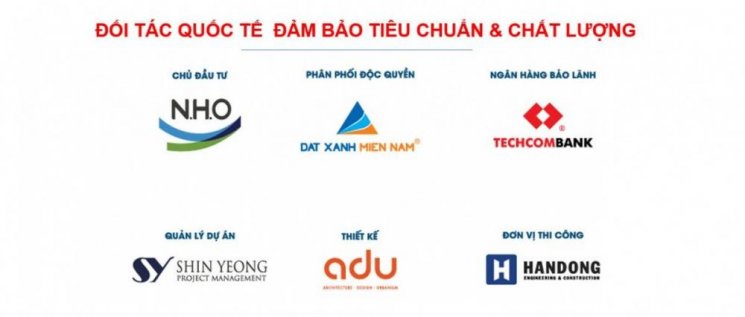 ĐỐI TÁC QUỐC TẾ ĐẢM BẢO TIÊU CHUẨN & CHẤT LƯỢNG
CHỦ ĐẦU TƯ
PHÂN PHỐI ĐỘC QUYỀN
NGÂN HÀNG BẢO LÃNH
N.H.O
DAT XANH MIEN NAM®
®
TECHCOMBANK
QUẢN LÝ DỰ ÁN
THIẾT KẾ
ĐƠN VỊ THI CÔNG
SY SHIN YEONG
PROJECT MANAGEMENT
adu
ARCHITECTURE - DESIGN - URBANISM
H HANDONG
ENGINEERING & CONSTRUCTION